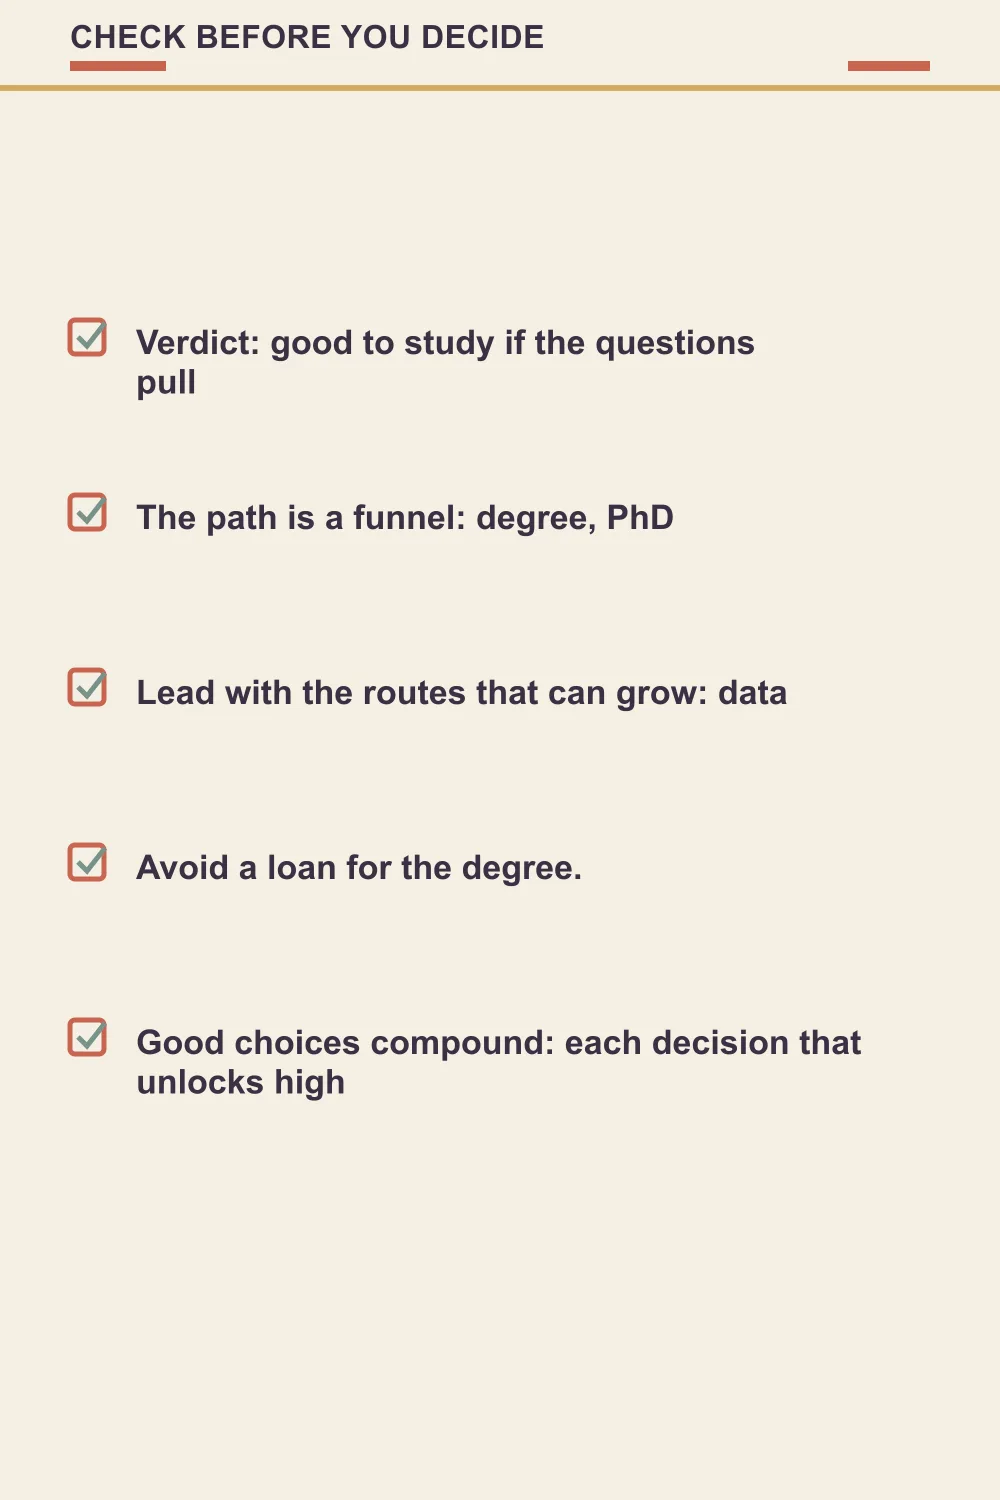 CHECK BEFORE YOU DECIDE
Verdict: good to study if the questions
pull
The path is a funnel: degree, PhD
Lead with the routes that can grow: data
Avoid a loan for the degree.
Good choices compound: each decision that
unlocks high